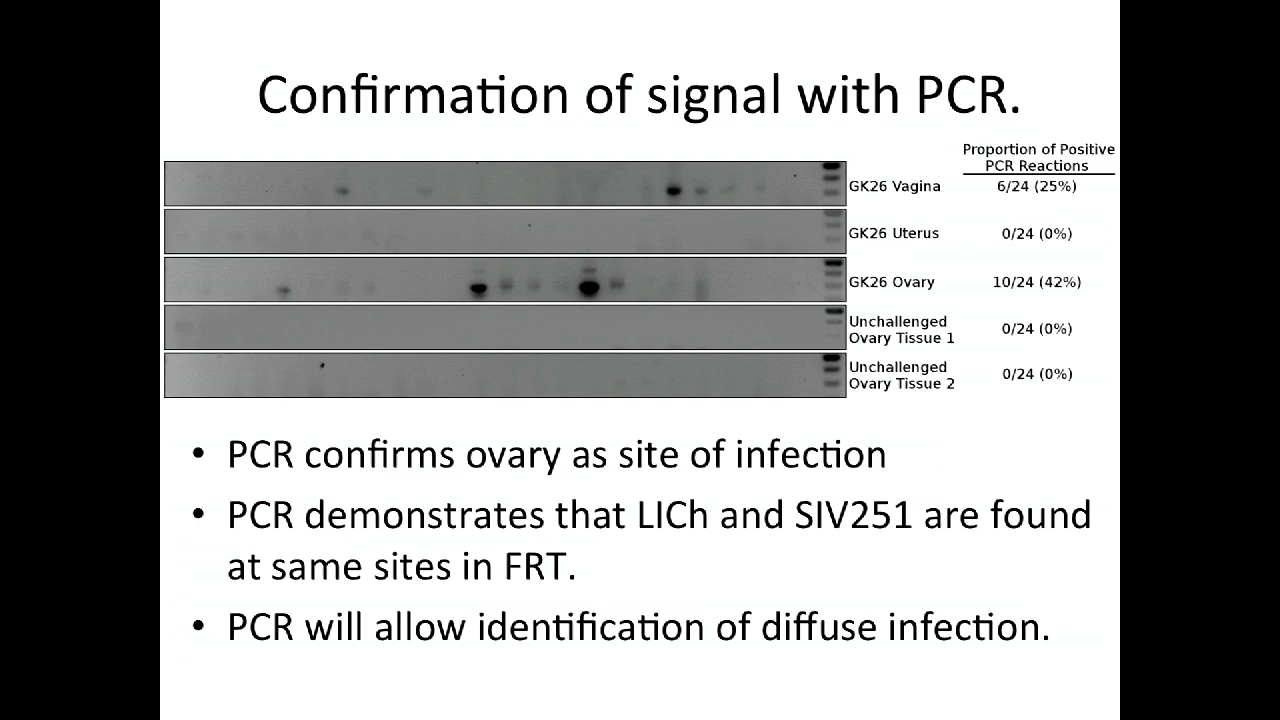 Confirmation of signal with PCR.
Proportion of Positive
PCR Reactions
GK26 Vagina 6/24 (25%)
GK26 Uterus 0/24 (0%)
GK26 Ovary 10/24 (42%)
Unchallenged
Ovary Tissue 1 0/24 (0%)
Unchallenged
Ovary Tissue 2 0/24 (0%)
• PCR confirms ovary as site of infection
• PCR demonstrates that LICh and SIV251 are found
at same sites in FRT.
• PCR will allow identification of diffuse infection.